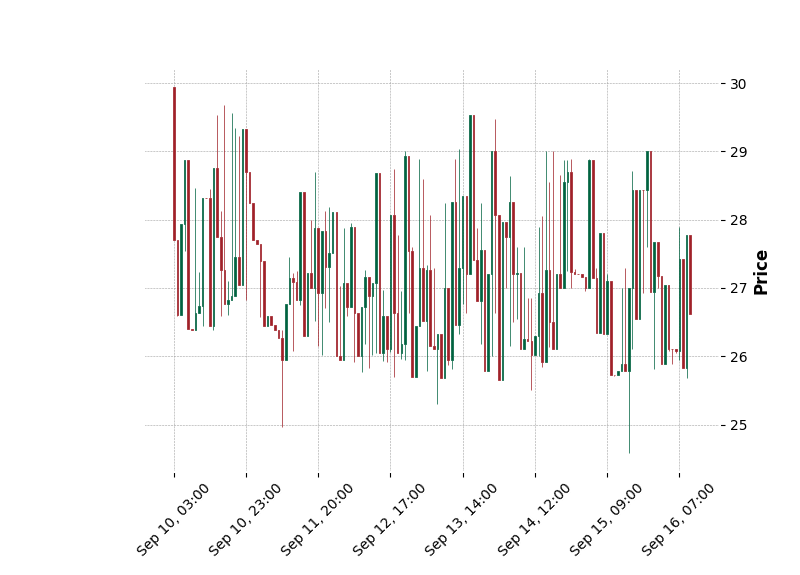 30
29
28
27
26
25
Price
Sep 10, 03:00
Sep 10, 23:00
Sep 11, 20:00
Sep 12, 17:00
Sep 13, 14:00
Sep 14, 12:00
Sep 15, 09:00
Sep 16, 07:00